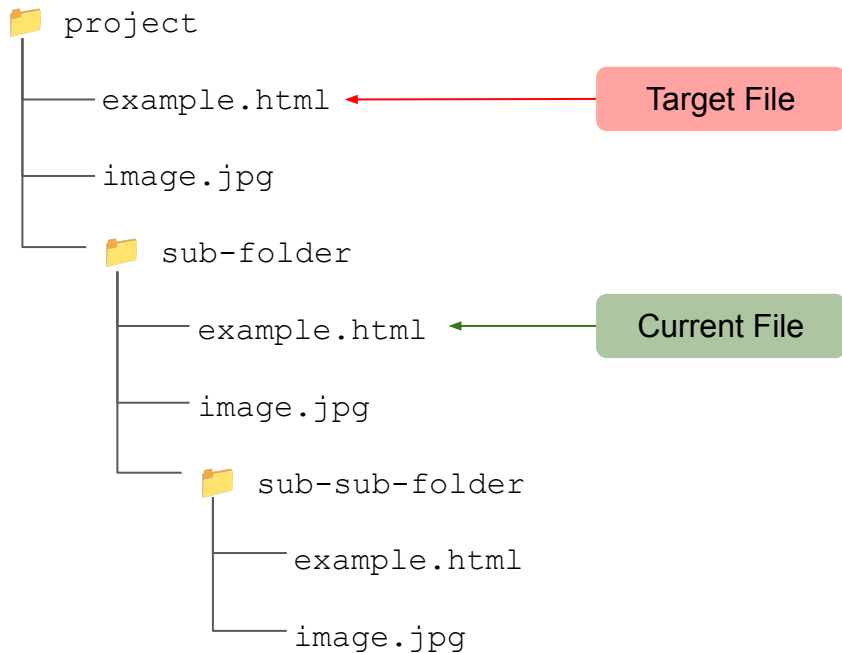 project
example.html
Target File
image.jpg
sub-folder
example.html
Current File
image.jpg
sub-sub-folder
example.html
image.jpg